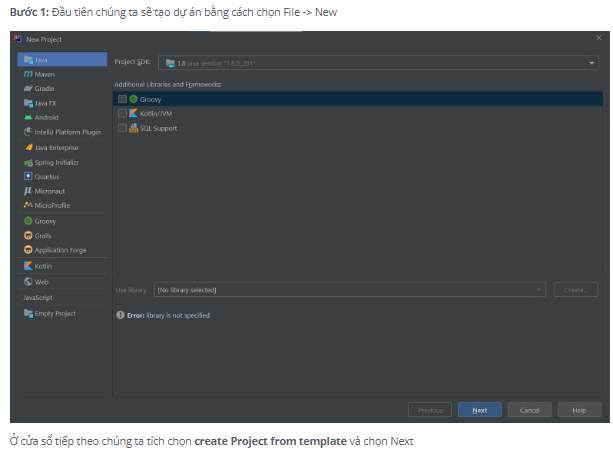 Bước 1: Đầu tiên chúng ta sẽ tạo dự án bằng cách chọn File -> New
New Project
Java
Maven
Gradle
Java FX
Android
IntelliJ Platform Plugin
Java Enterprise
Spring Initializr
Quarkus
Micronaut
MicroProfile
Groovy
Grails
Application Forge
Kotlin
Web
JavaScript
Empty Project
Project SDK: 1.8 Java version "1.8.0_201"
Additional Libraries and Frameworks:
Groovy
Kotlin/JVM
SQL Support
Use library: [No library selected] Create...
Error: library is not specified
Previous Next Cancel Help
Ở cửa sổ tiếp theo chúng ta tích chọn create Project from template và chọn Next